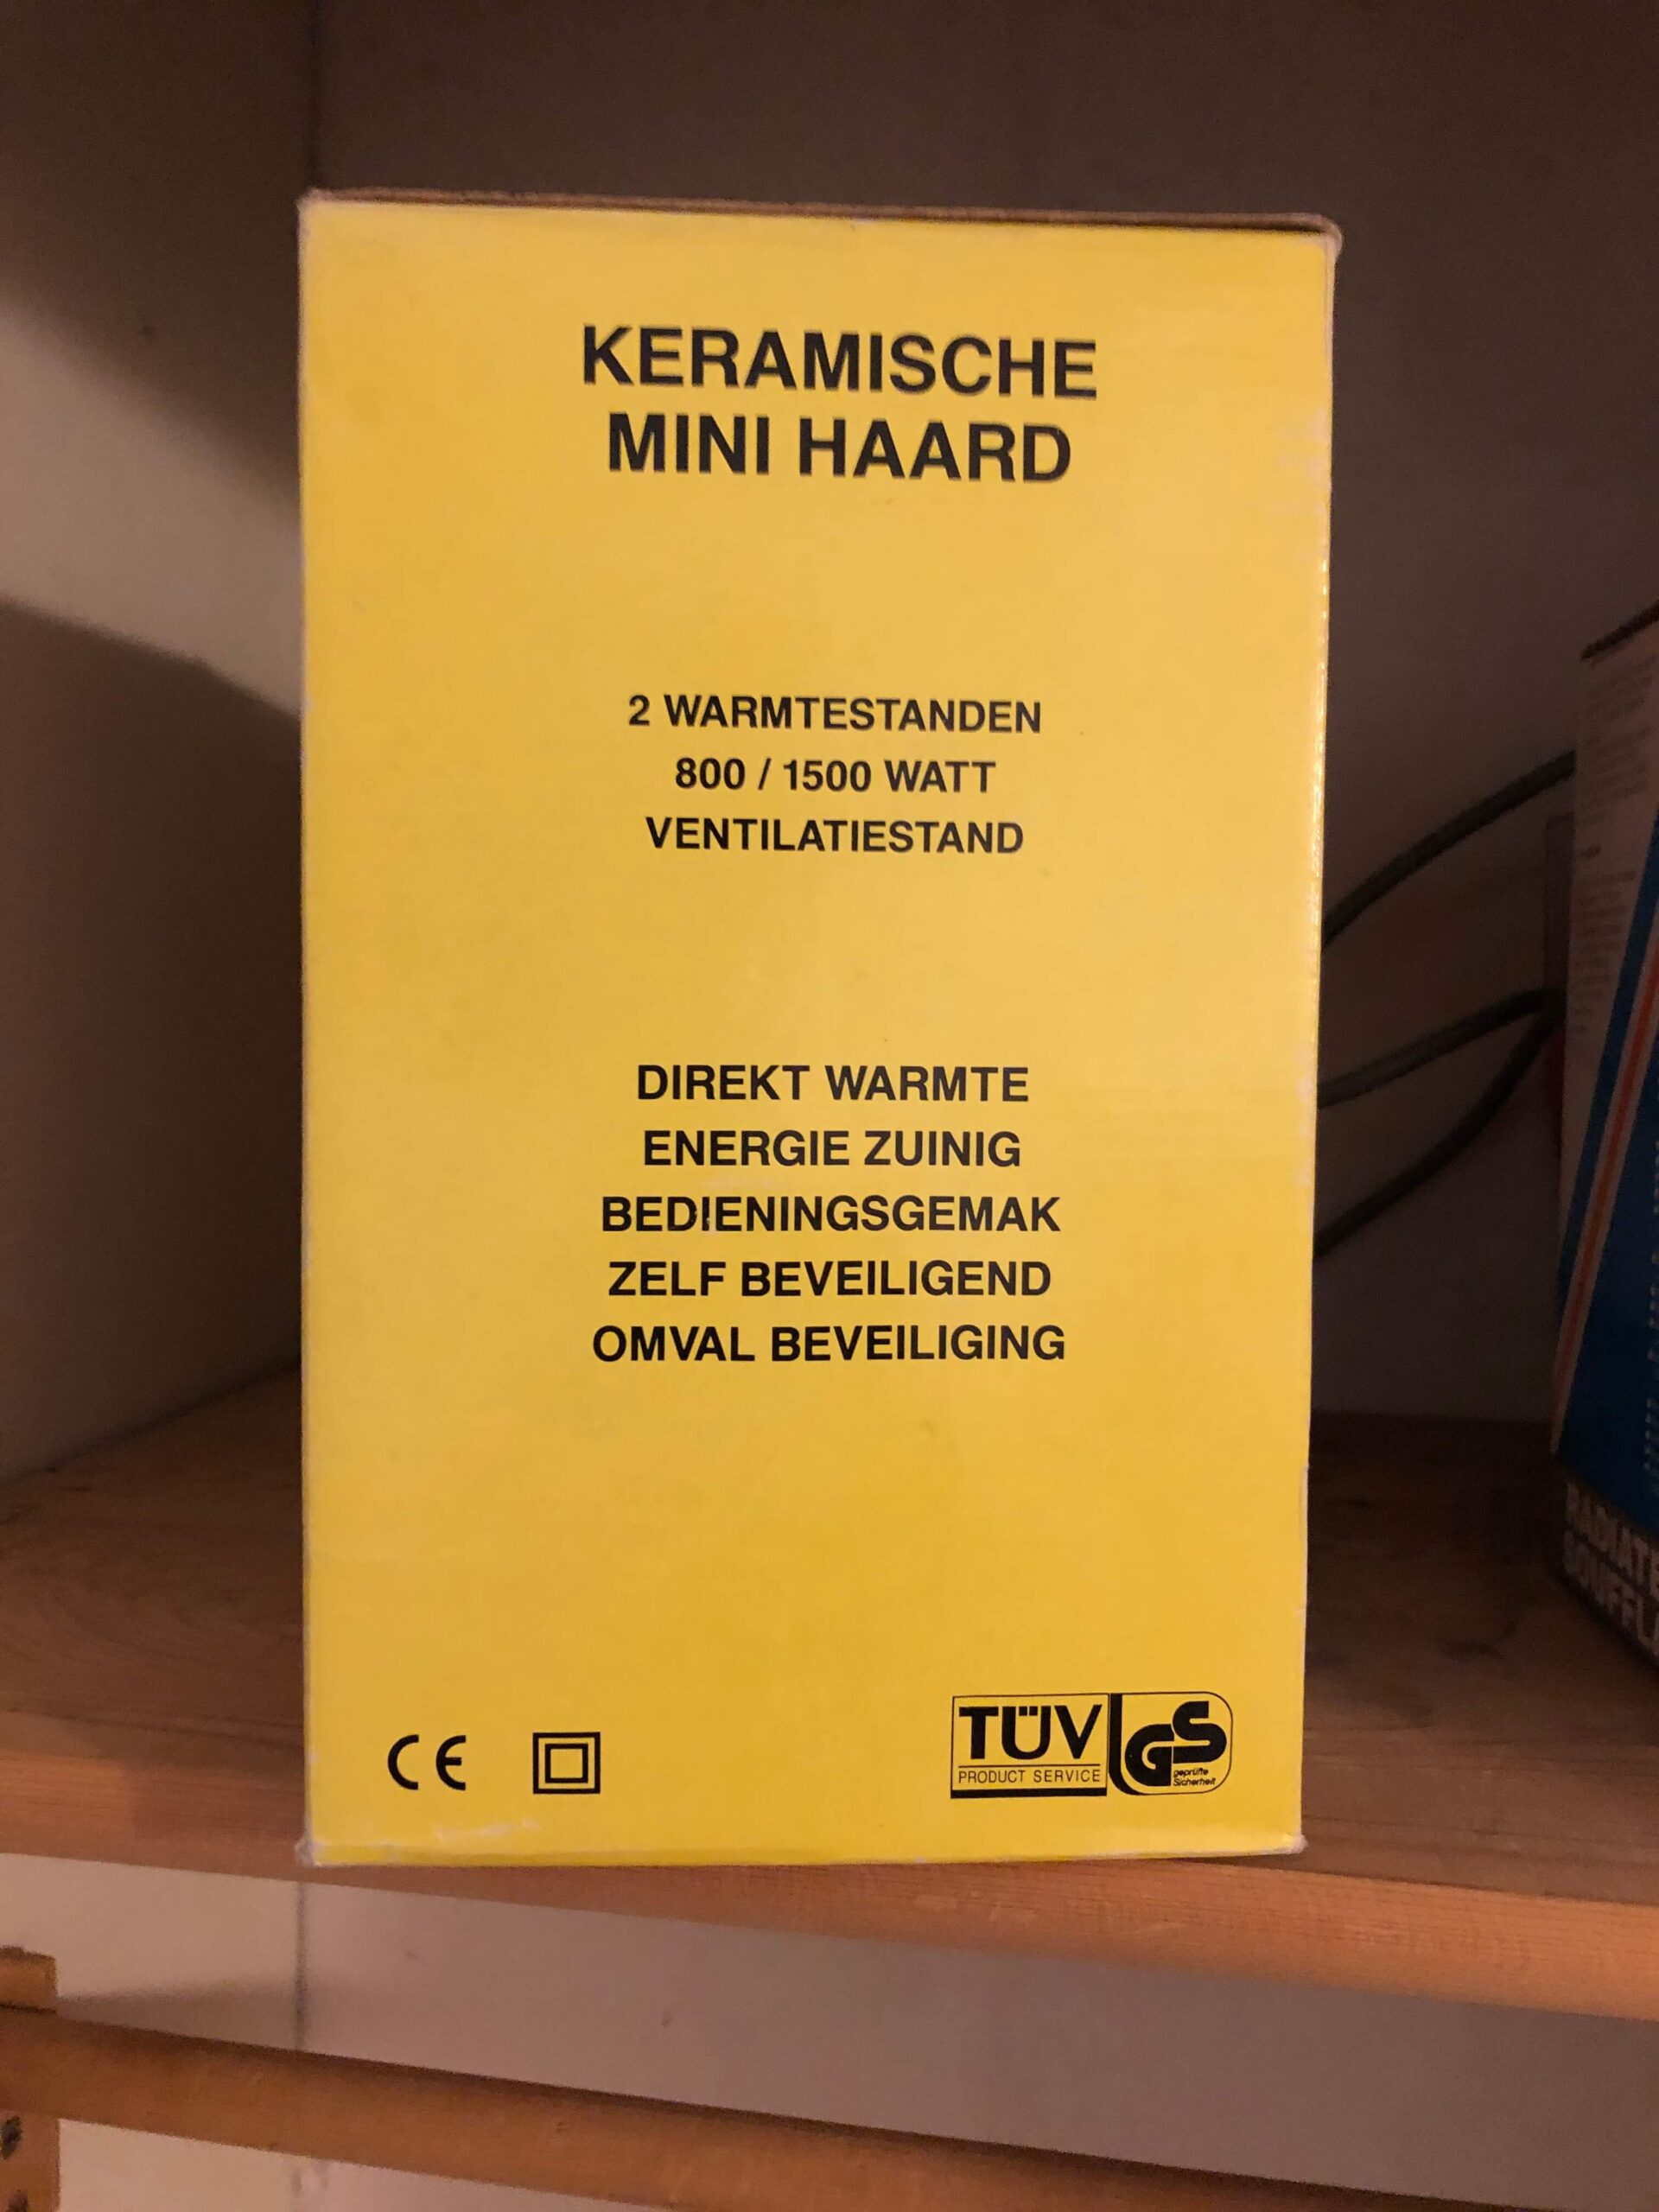 KERAMISCHE
MINI HAARD
2 WARMTESTANDEN
800 / 1500 WATT
VENTILATIESTAND
DIREKT WARMTE
ENERGIE ZUINIG
BEDIENINGSGEMAK
ZELF BEVEILIGEND
OMVAL BEVEILIGING
CE
TÜV
PRODUCT SERVICE
GS
geprüfte
Sicherheit